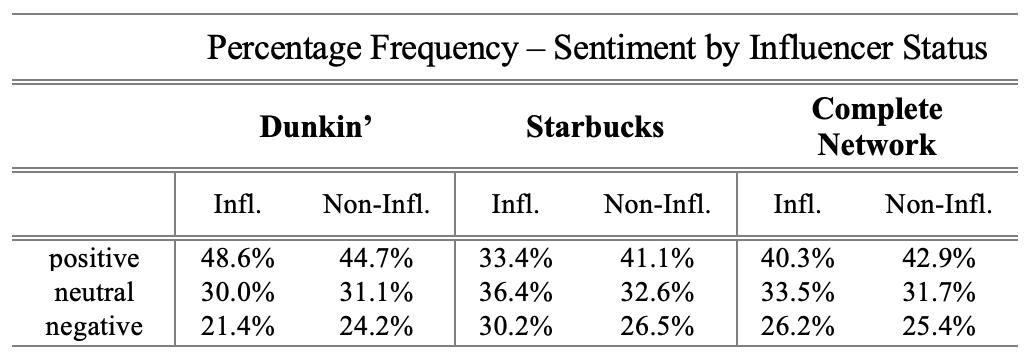 Percentage Frequency – Sentiment by Influencer Status
Dunkin’ Starbucks Complete Network
Infl. Non-Infl. Infl. Non-Infl. Infl. Non-Infl.
positive 48.6% 44.7% 33.4% 41.1% 40.3% 42.9%
neutral 30.0% 31.1% 36.4% 32.6% 33.5% 31.7%
negative 21.4% 24.2% 30.2% 26.5% 26.2% 25.4%